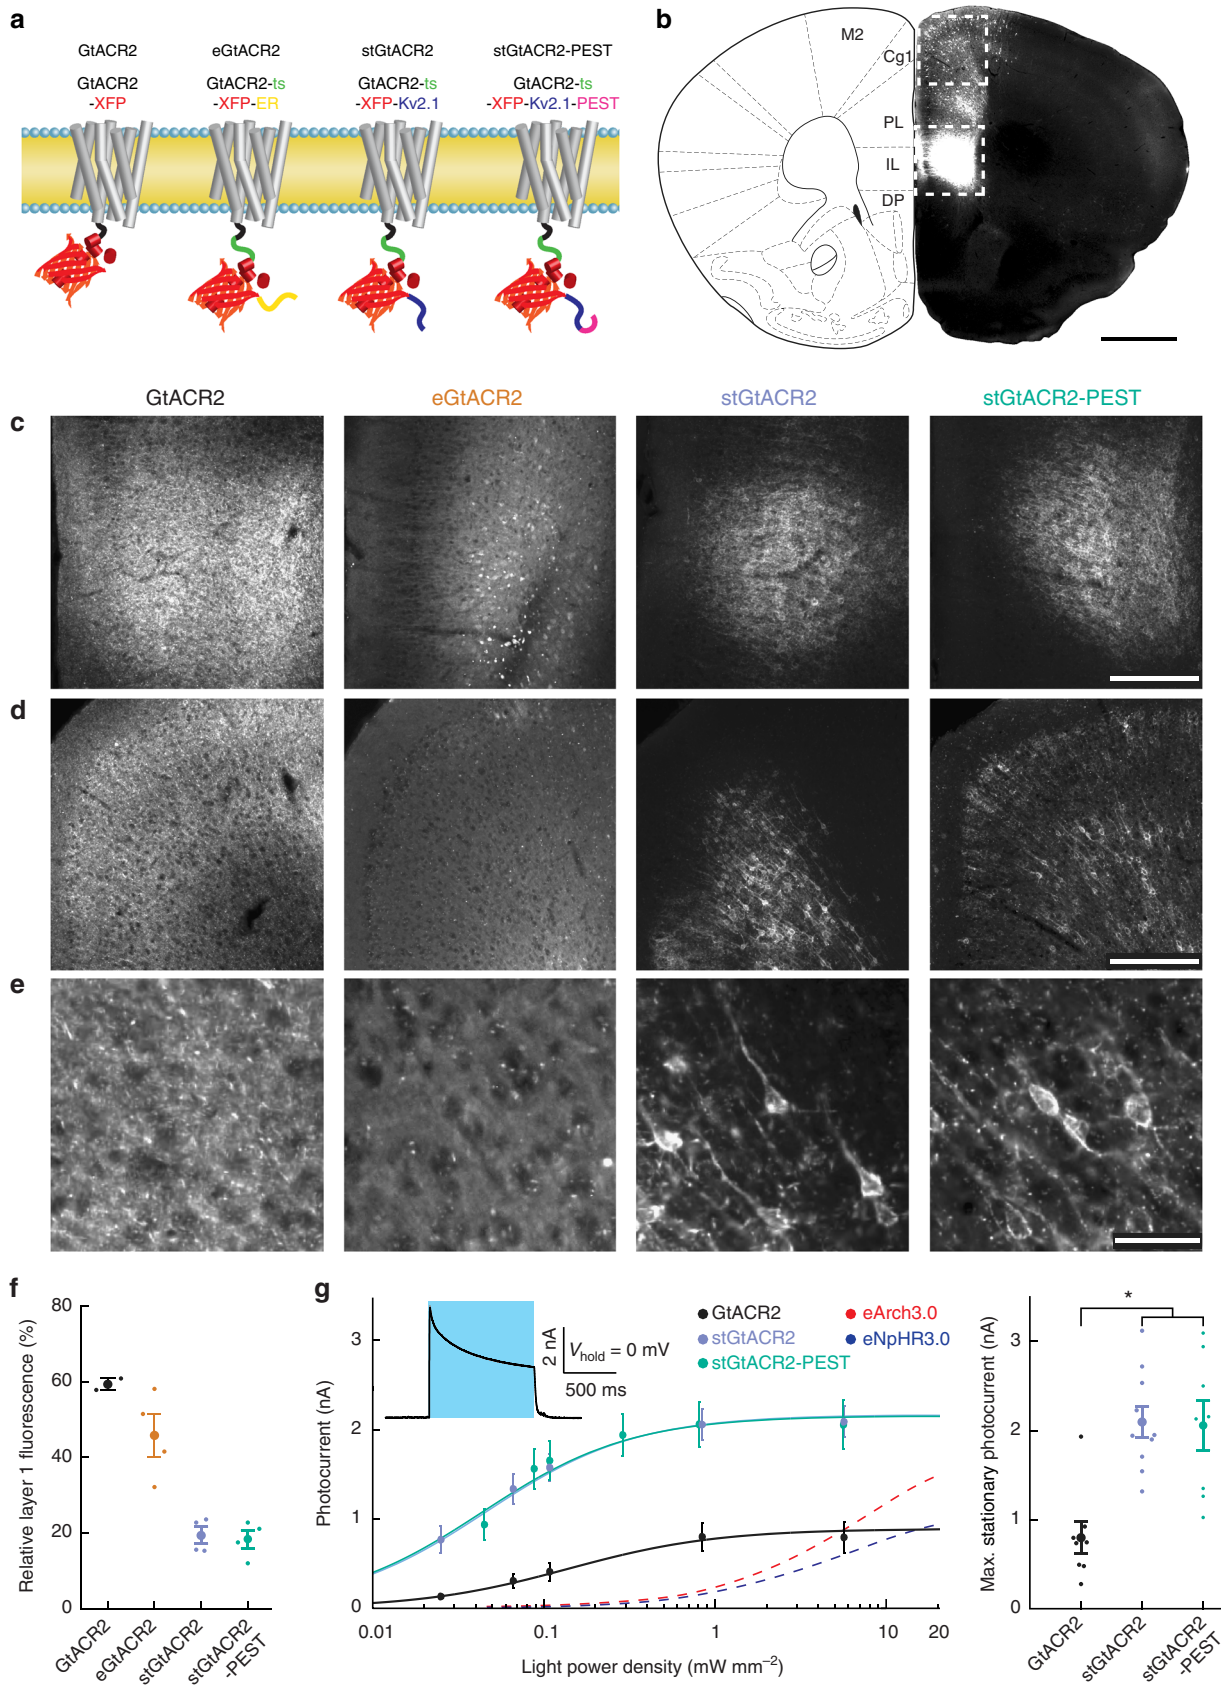 a
GtACR2
eGtACR2
stGtACR2
stGtACR2-PEST
GtACR2
-XFP
GtACR2-ts
-XFP-ER
GtACR2-ts
-XFP-Kv2.1
GtACR2-ts
-XFP-Kv2.1-PEST
b
M2
Cg1
PL
IL
DP
GtACR2
eGtACR2
stGtACR2
stGtACR2-PEST
c
d
e
f
Relative layer 1 fluorescence (%)
80
60
40
20
0
GtACR2
eGtACR2
stGtACR2
stGtACR2
-PEST
g
Photocurrent (nA)
3
2
1
0
0.01
0.1
1
10
20
Light power density (mW mm⁻²)
2 nA
Vhold = 0 mV
500 ms
GtACR2
stGtACR2
stGtACR2-PEST
eArch3.0
eNpHR3.0
Max. stationary photocurrent (nA)
3
2
1
0
*
GtACR2
stGtACR2
stGtACR2
-PEST